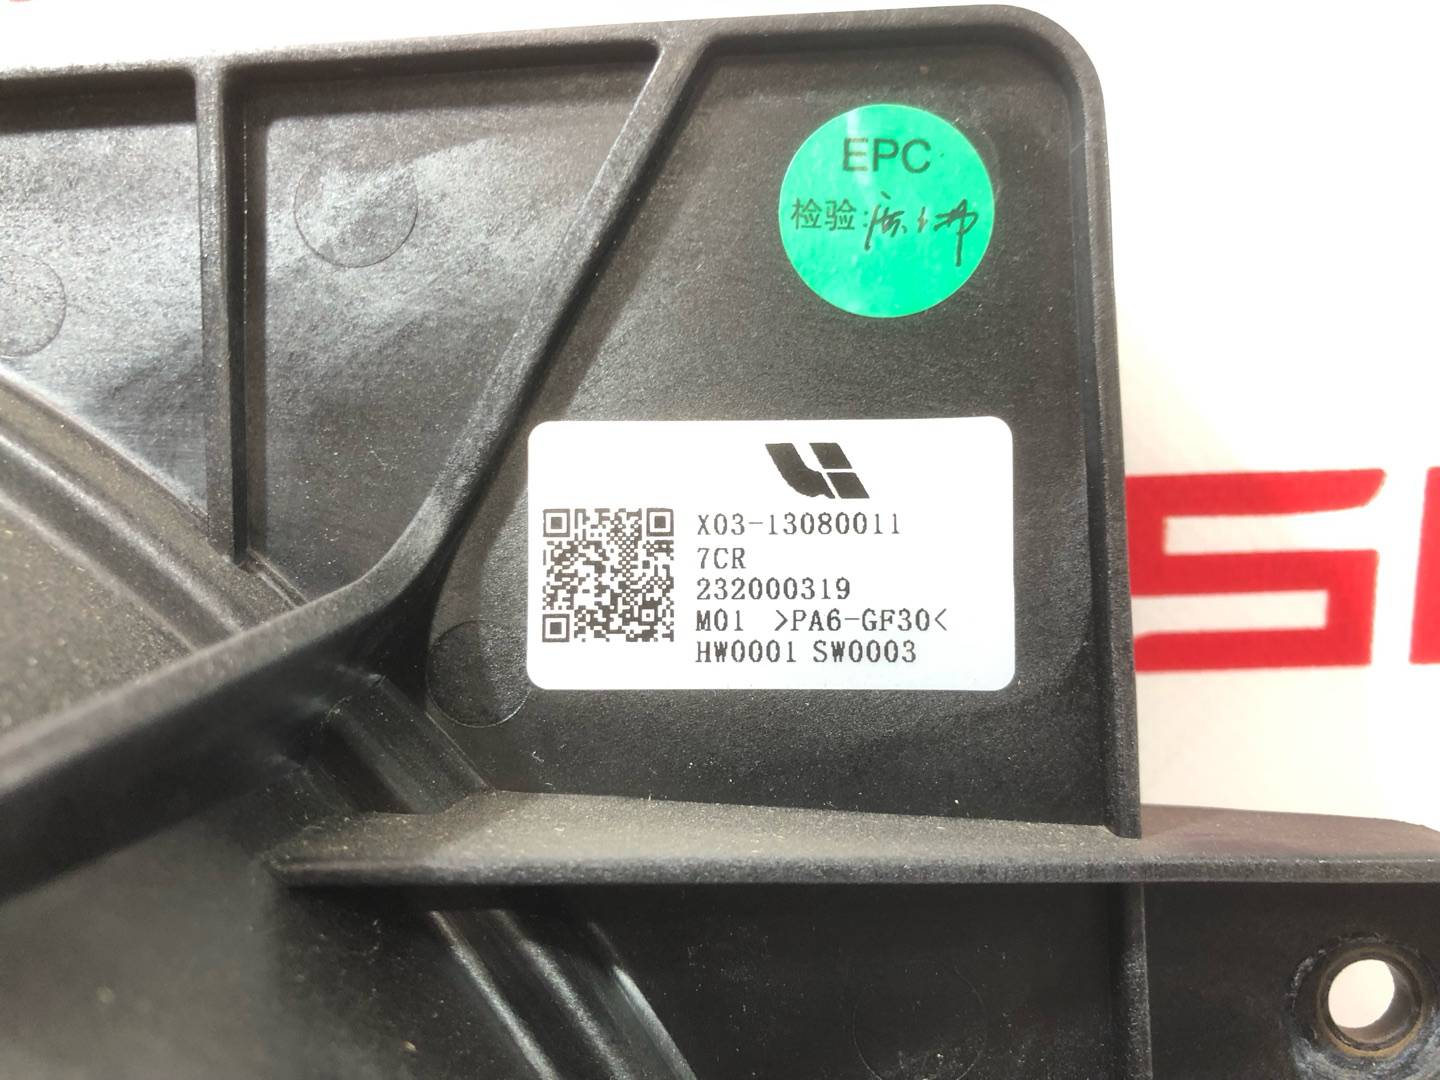 EPC
检验:
X03-13080011
7CR
232000319
M01 >PA6-GF30<
HW0001 SW0003